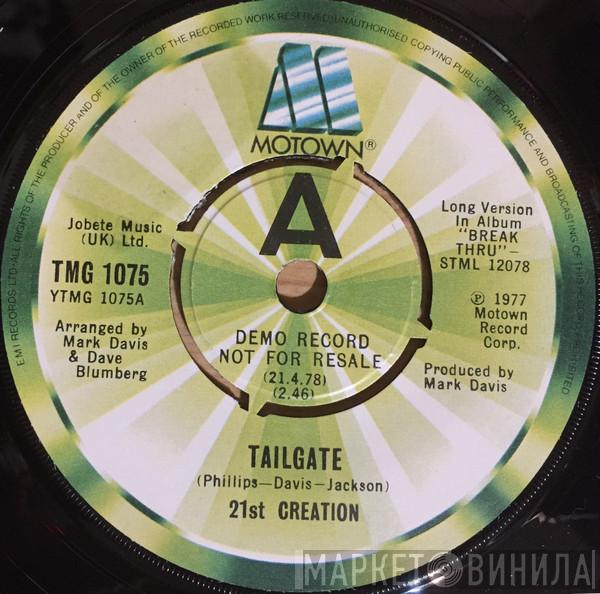 EMI RECORDS LTD·ALL RIGHTS OF THE PRODUCER AND OF THE OWNER OF THE RECORDED WORK RESERVED·UNAUTHORISED COPYING PUBLIC PERFORMANCE AND BROADCASTING OF THIS RECORD PROHIBITED
MOTOWN®
A
Jobete Music
(UK) Ltd.
TMG 1075
YTMG 1075A
Arranged by
Mark Davis
& Dave
Blumberg
Long Version
In Album
"BREAK
THRU"–
STML 12078
℗ 1977
Motown
Record
Corp.
Produced by
Mark Davis
DEMO RECORD
NOT FOR RESALE
(21.4.78)
(2.46)
TAILGATE
(Phillips—Davis—Jackson)
21st CREATION
МАРКЕТ ВИНИЛА